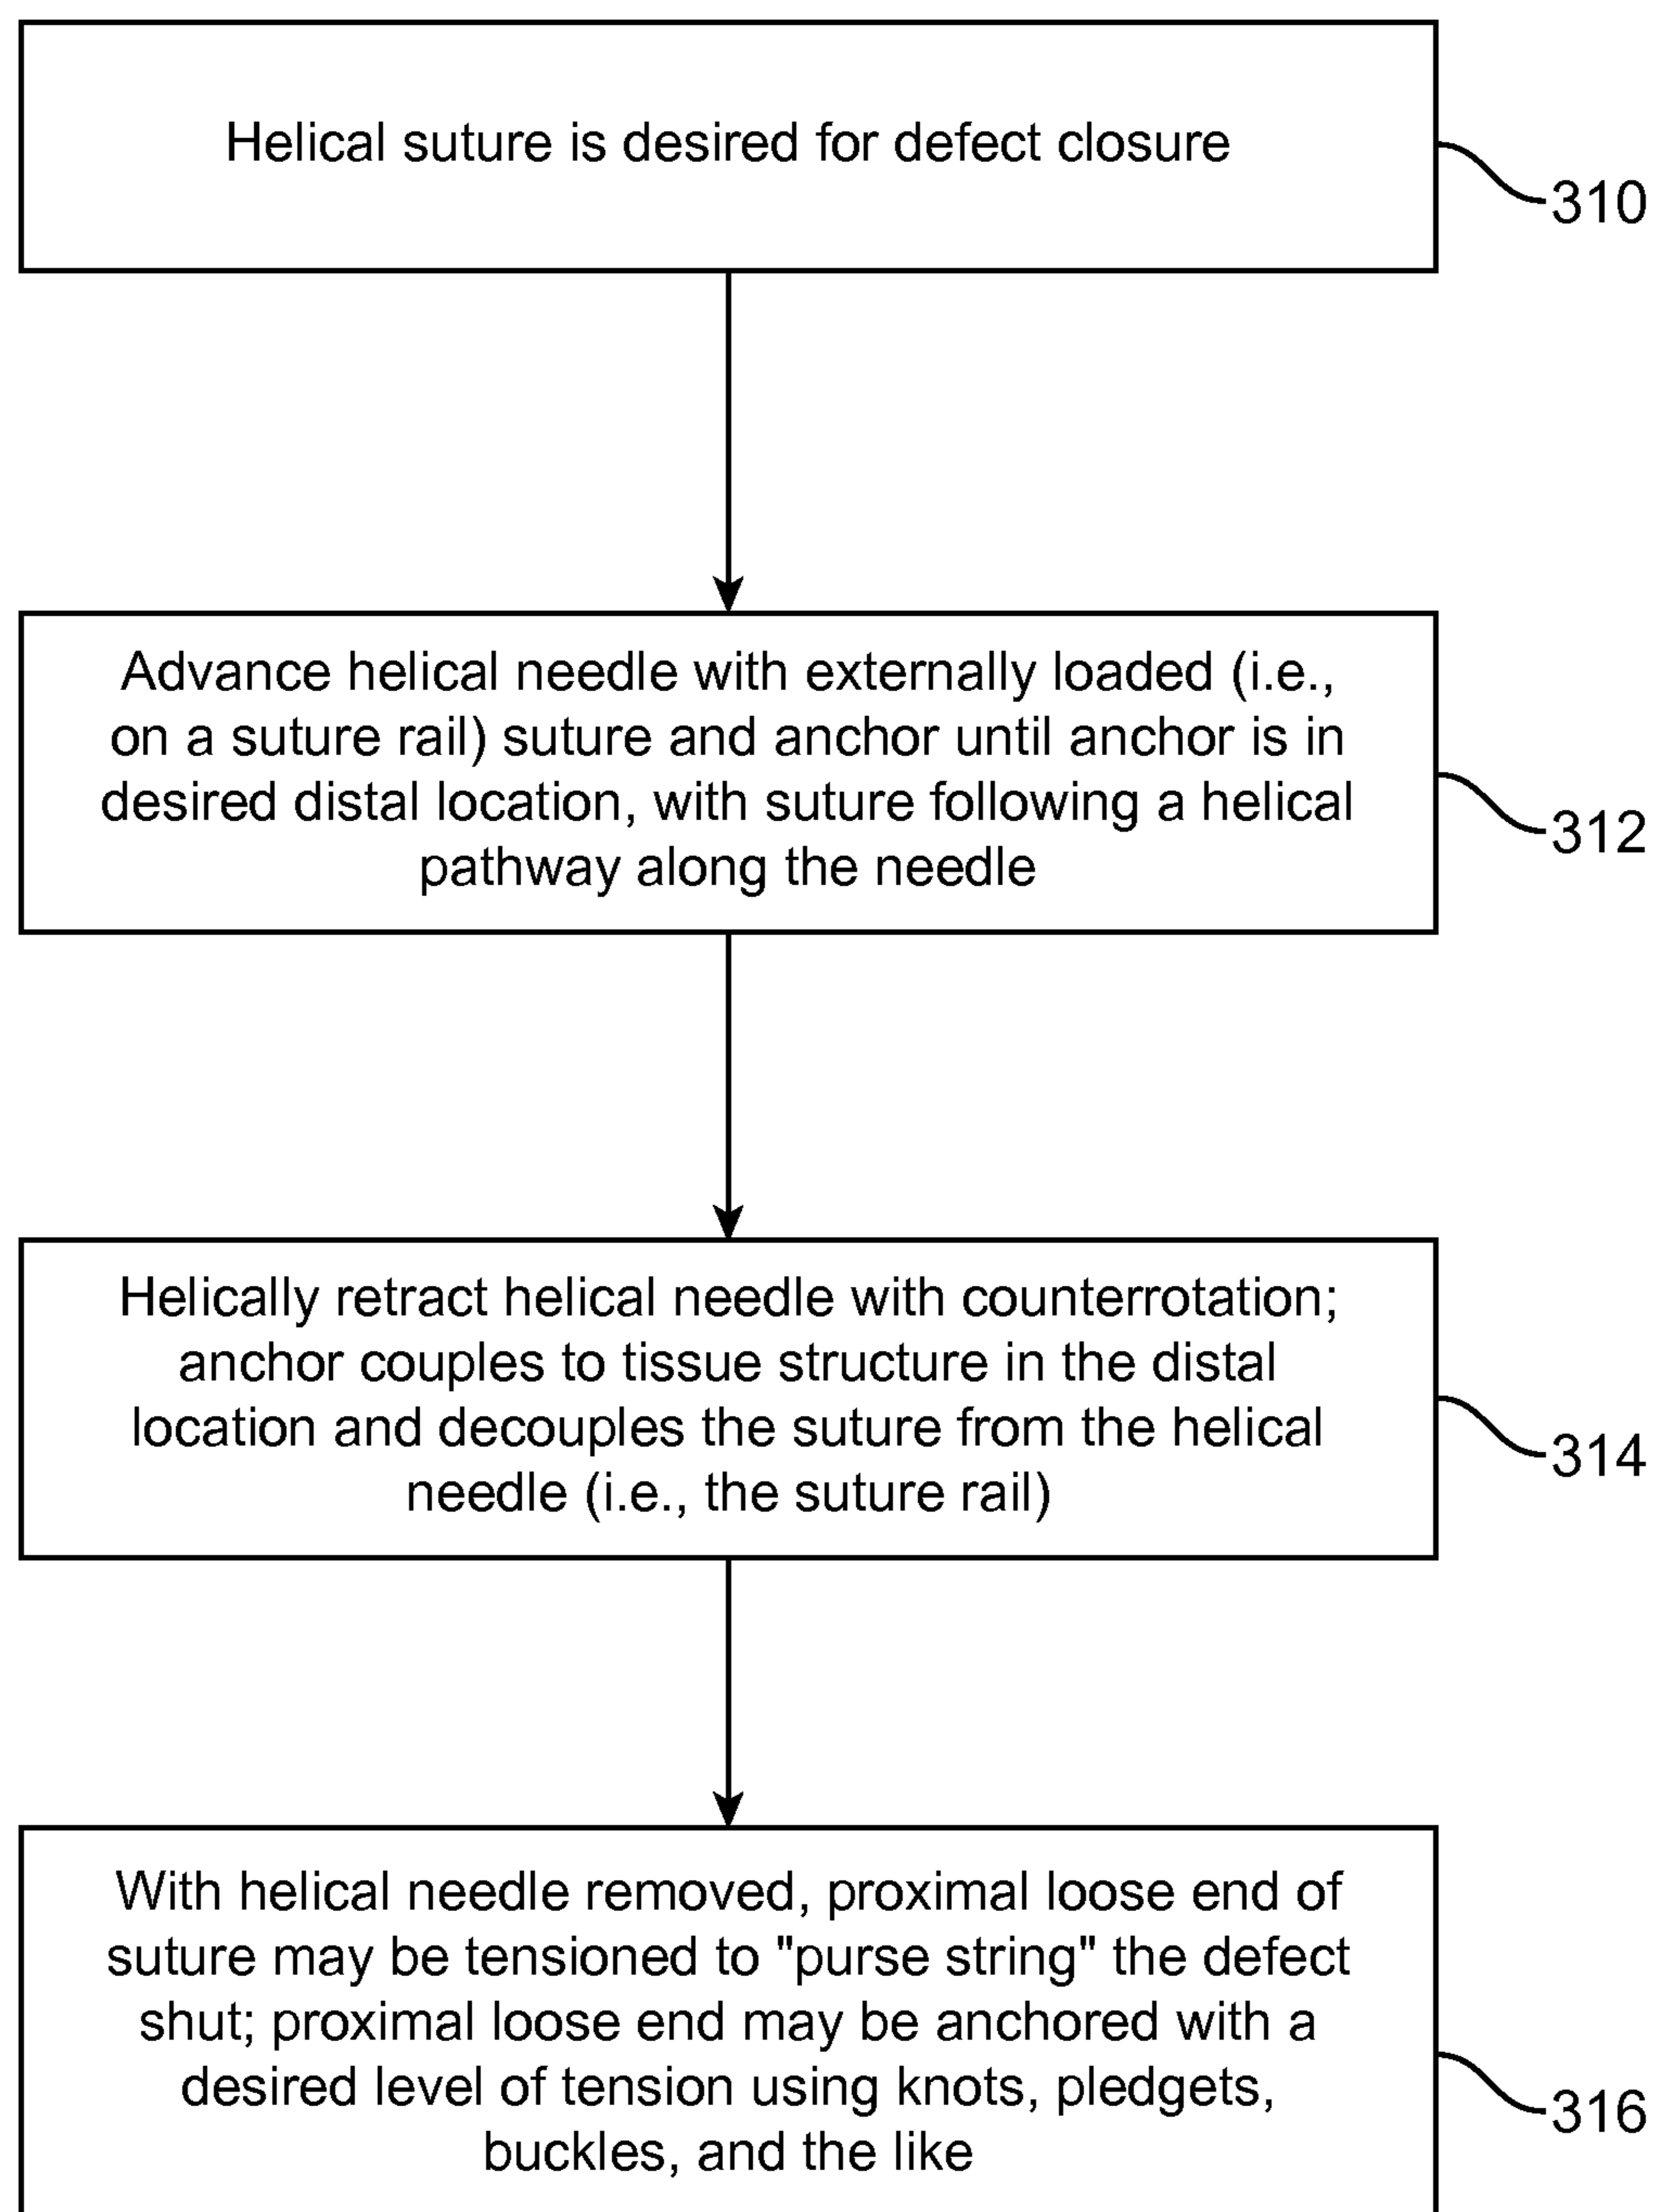 Helical suture is desired for defect closure
310
Advance helical needle with externally loaded (i.e.,
on a suture rail) suture and anchor until anchor is in
desired distal location, with suture following a helical
pathway along the needle
312
Helically retract helical needle with counterrotation;
anchor couples to tissue structure in the distal
location and decouples the suture from the helical
needle (i.e., the suture rail)
314
With helical needle removed, proximal loose end of
suture may be tensioned to "purse string" the defect
shut; proximal loose end may be anchored with a
desired level of tension using knots, pledgets,
buckles, and the like
316